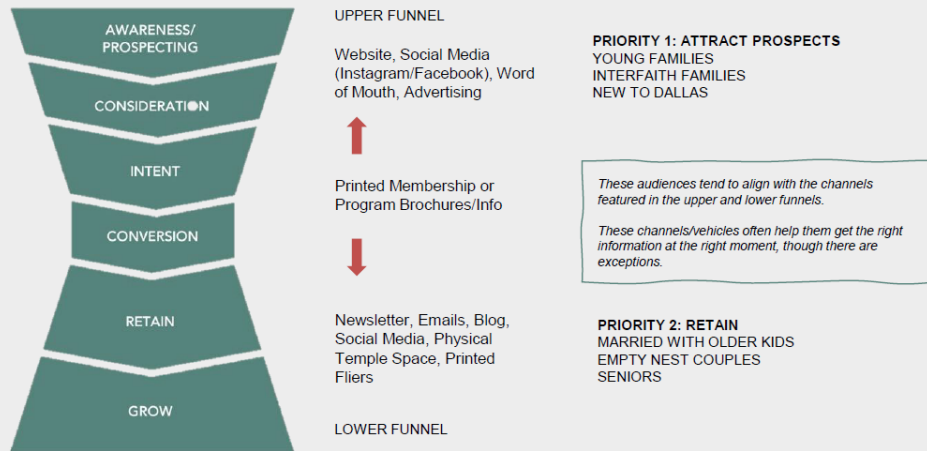 AWARENESS/
PROSPECTING
CONSIDERATION
INTENT
CONVERSION
RETAIN
GROW
UPPER FUNNEL
Website, Social Media
(Instagram/Facebook), Word
of Mouth, Advertising
Printed Membership or
Program Brochures/Info
Newsletter, Emails, Blog,
Social Media, Physical
Temple Space, Printed
Fliers
LOWER FUNNEL
PRIORITY 1: ATTRACT PROSPECTS
YOUNG FAMILIES
INTERFAITH FAMILIES
NEW TO DALLAS
These audiences tend to align with the channels
featured in the upper and lower funnels.
These channels/vehicles often help them get the right
information at the right moment, though there are
exceptions.
PRIORITY 2: RETAIN
MARRIED WITH OLDER KIDS
EMPTY NEST COUPLES
SENIORS